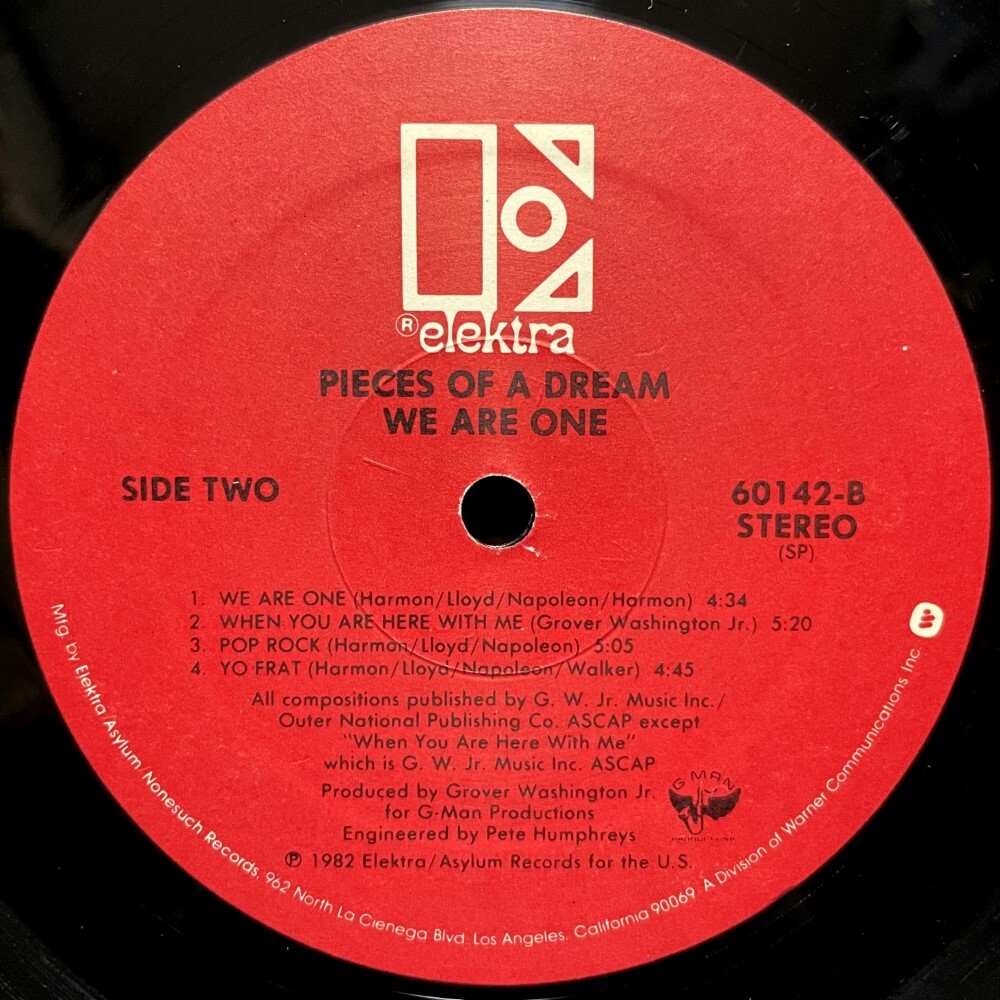 ® elektra
PIECES OF A DREAM
WE ARE ONE
SIDE TWO
60142-B
STEREO
(SP)
1. WE ARE ONE (Harmon/Lloyd/Napoleon/Harmon) 4:34
2. WHEN YOU ARE HERE WITH ME (Grover Washington Jr.) 5:20
3. POP ROCK (Harmon/Lloyd/Napoleon) 5:05
4. YO FRAT (Harmon/Lloyd/Napoleon/Walker) 4:45
All compositions published by G. W. Jr. Music Inc./
Outer National Publishing Co. ASCAP except
"When You Are Here With Me"
which is G. W. Jr. Music Inc. ASCAP
Produced by Grover Washington Jr.
for G-Man Productions
Engineered by Pete Humphreys
℗ 1982 Elektra/Asylum Records for the U.S.
G MAN
PRODUCTIONS
Mfg. by Elektra/Asylum Nonesuch Records, 962 North La Cienega Blvd. Los Angeles, California 90069 A Division of Warner Communications Inc.